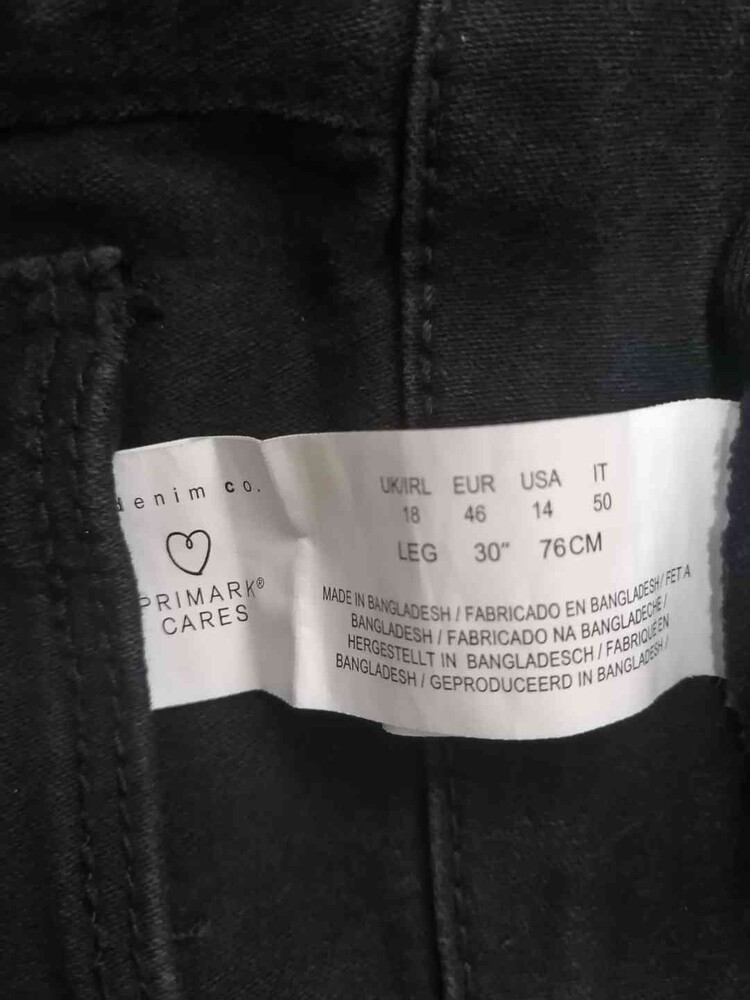 denim co.
PRIMARK®
CARES
UK/IRL EUR USA IT
18 46 14 50
LEG 30" 76CM
MADE IN BANGLADESH / FABRICADO EN BANGLADESH / FET A
BANGLADESH / FABRICADO NA BANGLADECHE /
HERGESTELLT IN BANGLADESCH / FABRIQUÉ EN
BANGLADESH / GEPRODUCEERD IN BANGLADESH /